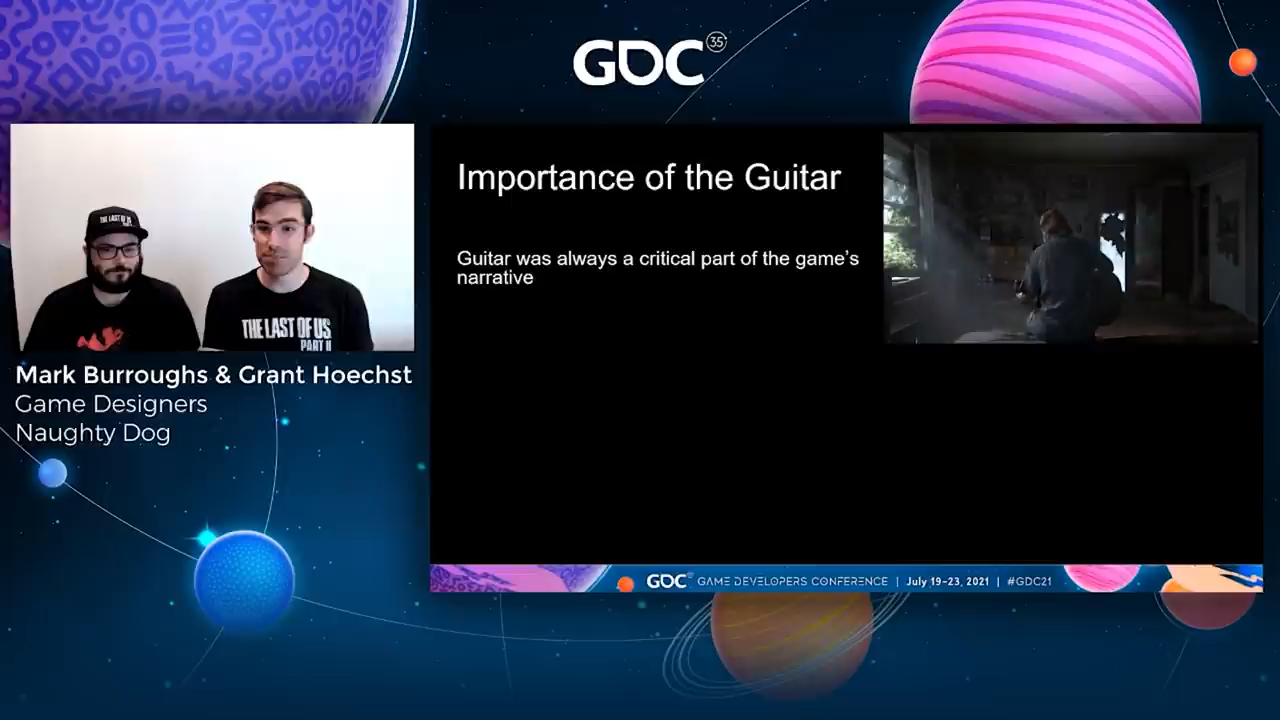 GDC 35
THE LAST OF US
THE LAST OF US
PART II
Mark Burroughs & Grant Hoechst
Game Designers
Naughty Dog
Importance of the Guitar
Guitar was always a critical part of the game's
narrative
GDC GAME DEVELOPERS CONFERENCE | July 19-23, 2021 | #GDC21